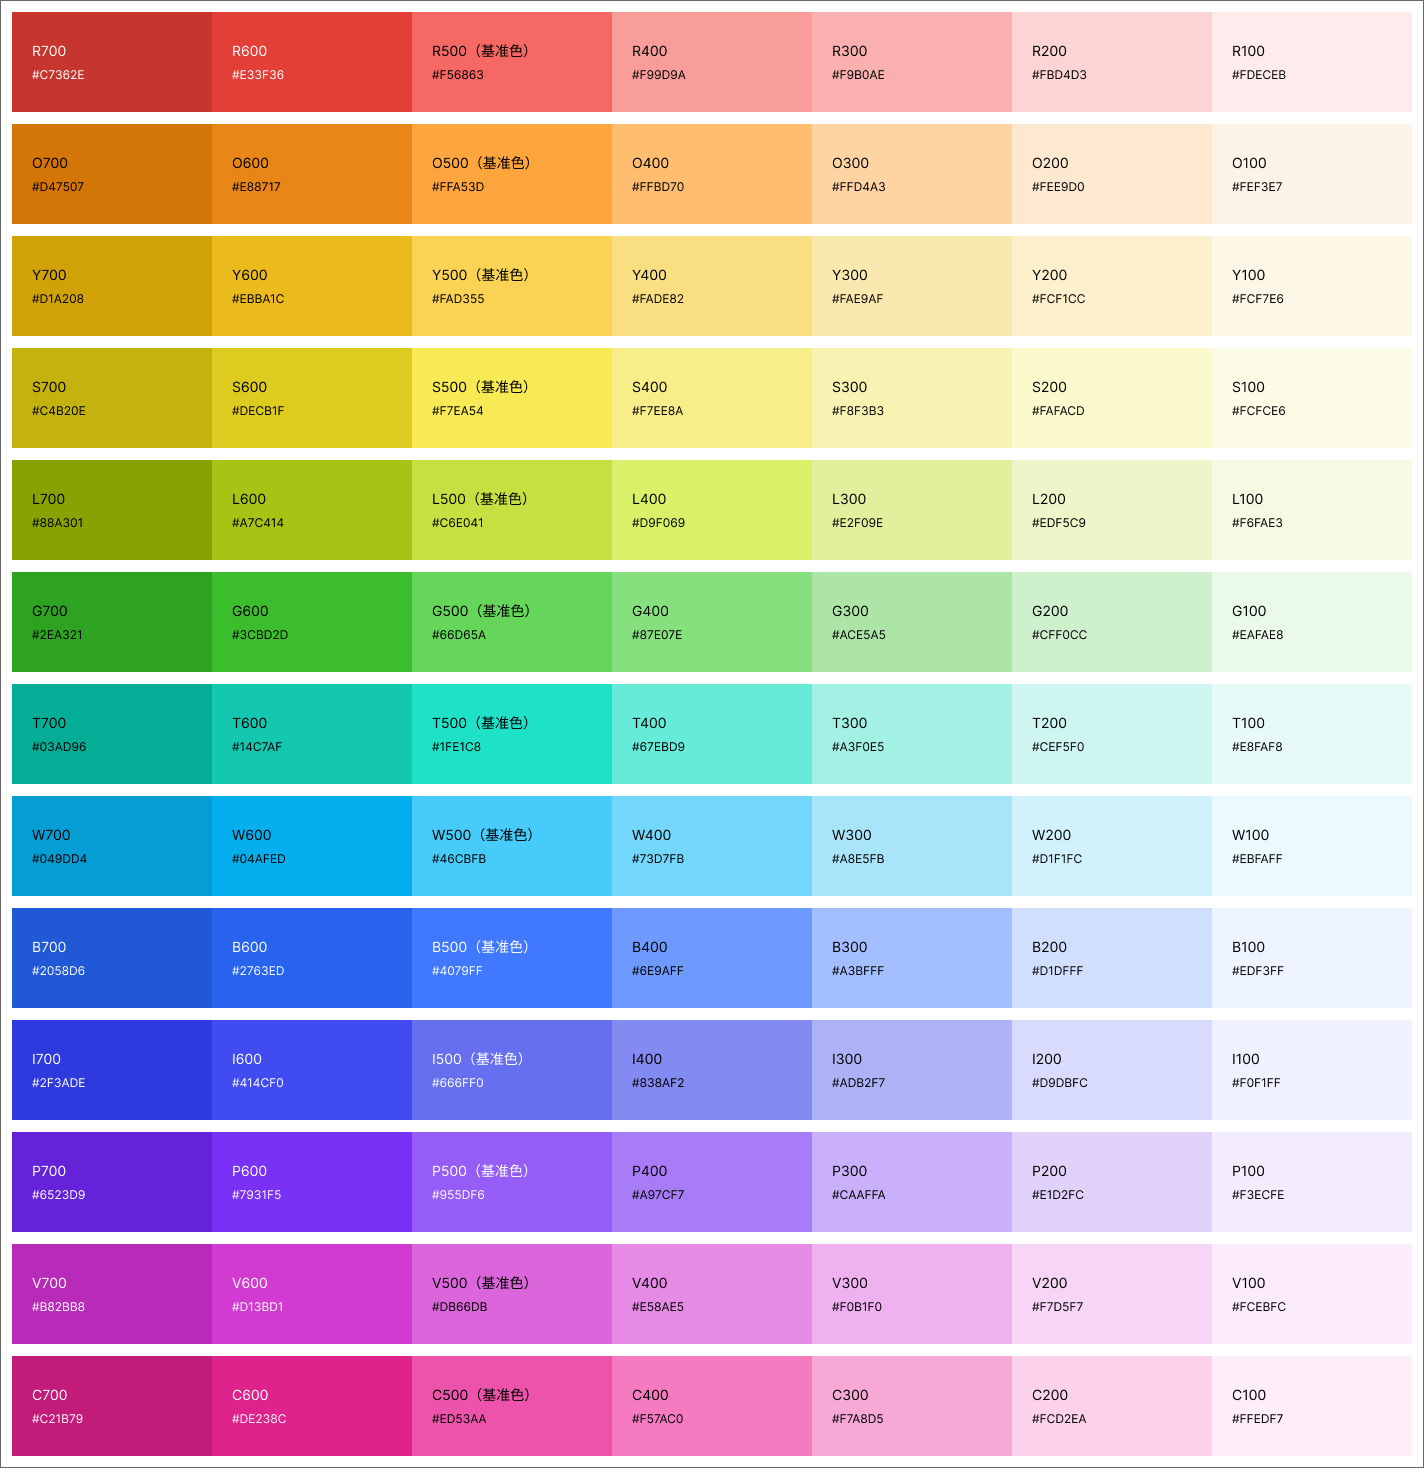 R700
#C7362E
R600
#E33F36
R500（基准色）
#F56863
R400
#F99D9A
R300
#F9B0AE
R200
#FBD4D3
R100
#FDECEB
O700
#D47507
O600
#E88717
O500（基准色）
#FFA53D
O400
#FFBD70
O300
#FFD4A3
O200
#FEE9D0
O100
#FEF3E7
Y700
#D1A208
Y600
#EBBA1C
Y500（基准色）
#FAD355
Y400
#FADE82
Y300
#FAE9AF
Y200
#FCF1CC
Y100
#FCF7E6
S700
#C4B20E
S600
#DECB1F
S500（基准色）
#F7EA54
S400
#F7EE8A
S300
#F8F3B3
S200
#FAFACD
S100
#FCFCE6
L700
#88A301
L600
#A7C414
L500（基准色）
#C6E041
L400
#D9F069
L300
#E2F09E
L200
#EDF5C9
L100
#F6FAE3
G700
#2EA321
G600
#3CBD2D
G500（基准色）
#66D65A
G400
#87E07E
G300
#ACE5A5
G200
#CFF0CC
G100
#EAFAE8
T700
#03AD96
T600
#14C7AF
T500（基准色）
#1FE1C8
T400
#67EBD9
T300
#A3F0E5
T200
#CEF5F0
T100
#E8FAF8
W700
#049DD4
W600
#04AFED
W500（基准色）
#46CBFB
W400
#73D7FB
W300
#A8E5FB
W200
#D1F1FC
W100
#EBFAFF
B700
#2058D6
B600
#2763ED
B500（基准色）
#4079FF
B400
#6E9AFF
B300
#A3BFFF
B200
#D1DFFF
B100
#EDF3FF
I700
#2F3ADE
I600
#414CF0
I500（基准色）
#666FF0
I400
#838AF2
I300
#ADB2F7
I200
#D9DBFC
I100
#F0F1FF
P700
#6523D9
P600
#7931F5
P500（基准色）
#955DF6
P400
#A97CF7
P300
#CAAFFA
P200
#E1D2FC
P100
#F3ECFE
V700
#B82BB8
V600
#D13BD1
V500（基准色）
#DB66DB
V400
#E58AE5
V300
#F0B1F0
V200
#F7D5F7
V100
#FCEBFC
C700
#C21B79
C600
#DE238C
C500（基准色）
#ED53AA
C400
#F57AC0
C300
#F7A8D5
C200
#FCD2EA
C100
#FFEDF7